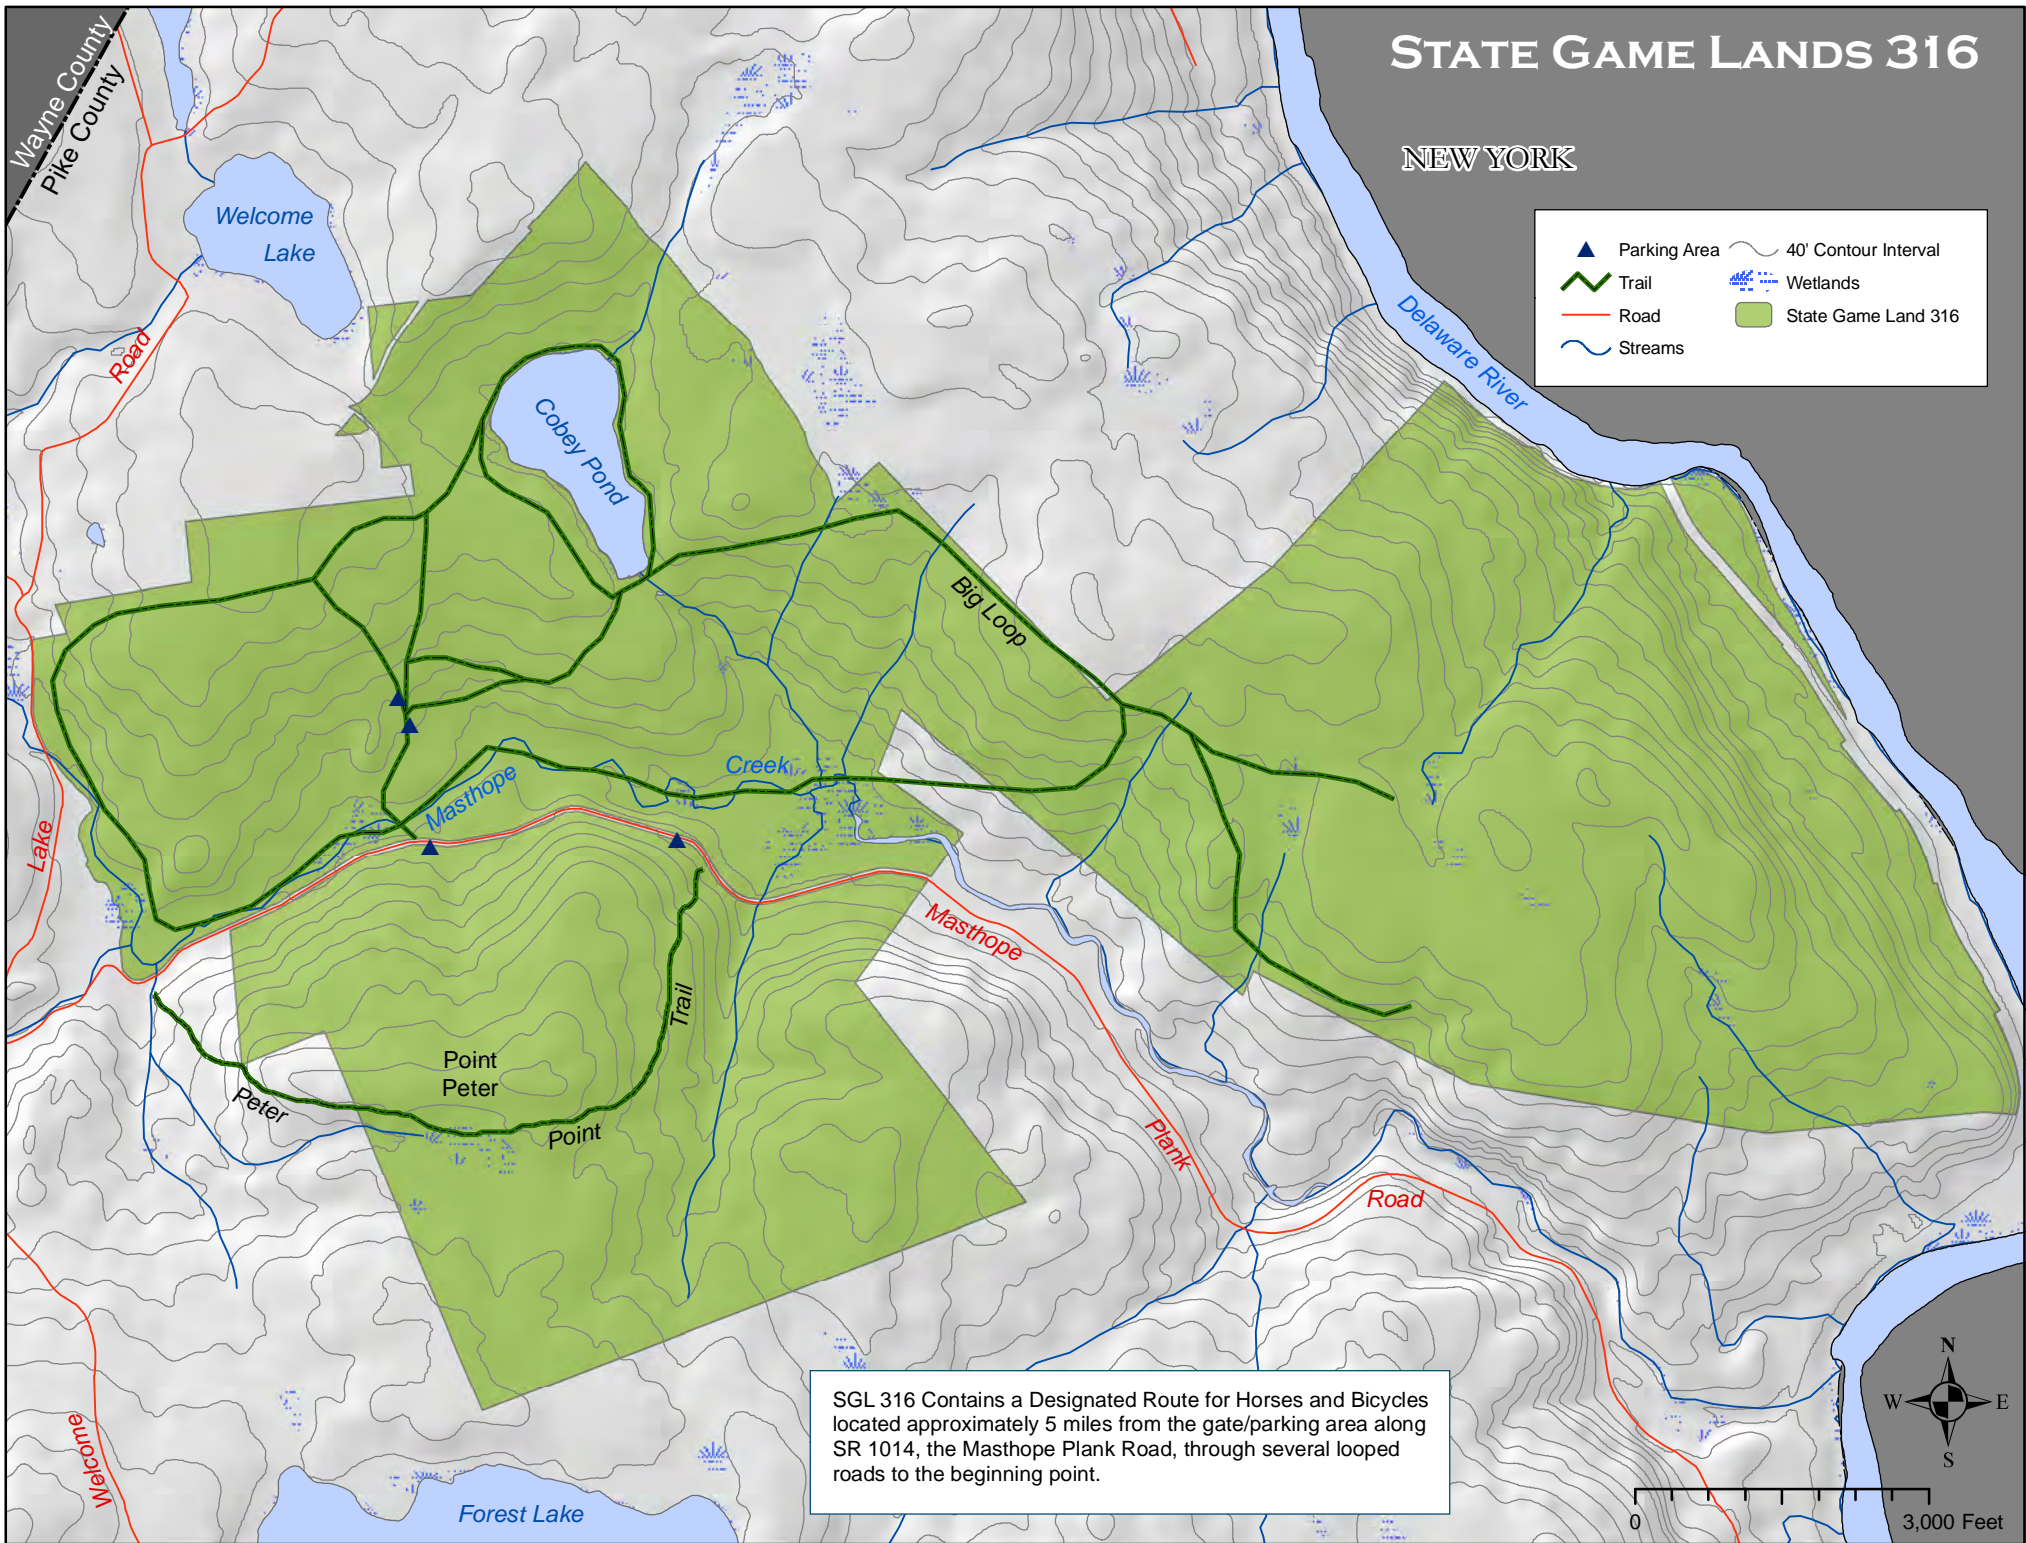 STATE GAME LANDS 316
Wayne County
Pike County
NEW YORK
Welcome
Lake
Parking Area
40' Contour Interval
Trail
Wetlands
Road
State Game Land 316
Streams
Delaware River
Road
Cobey Pond
Big Loop
Creek
Masthope
Lake
Masthope
Trail
Point
Peter
Peter
Point
Plank
Road
Welcome
SGL 316 Contains a Designated Route for Horses and Bicycles
located approximately 5 miles from the gate/parking area along
SR 1014, the Masthope Plank Road, through several looped
roads to the beginning point.
N
W
E
S
Forest Lake
0
3,000 Feet